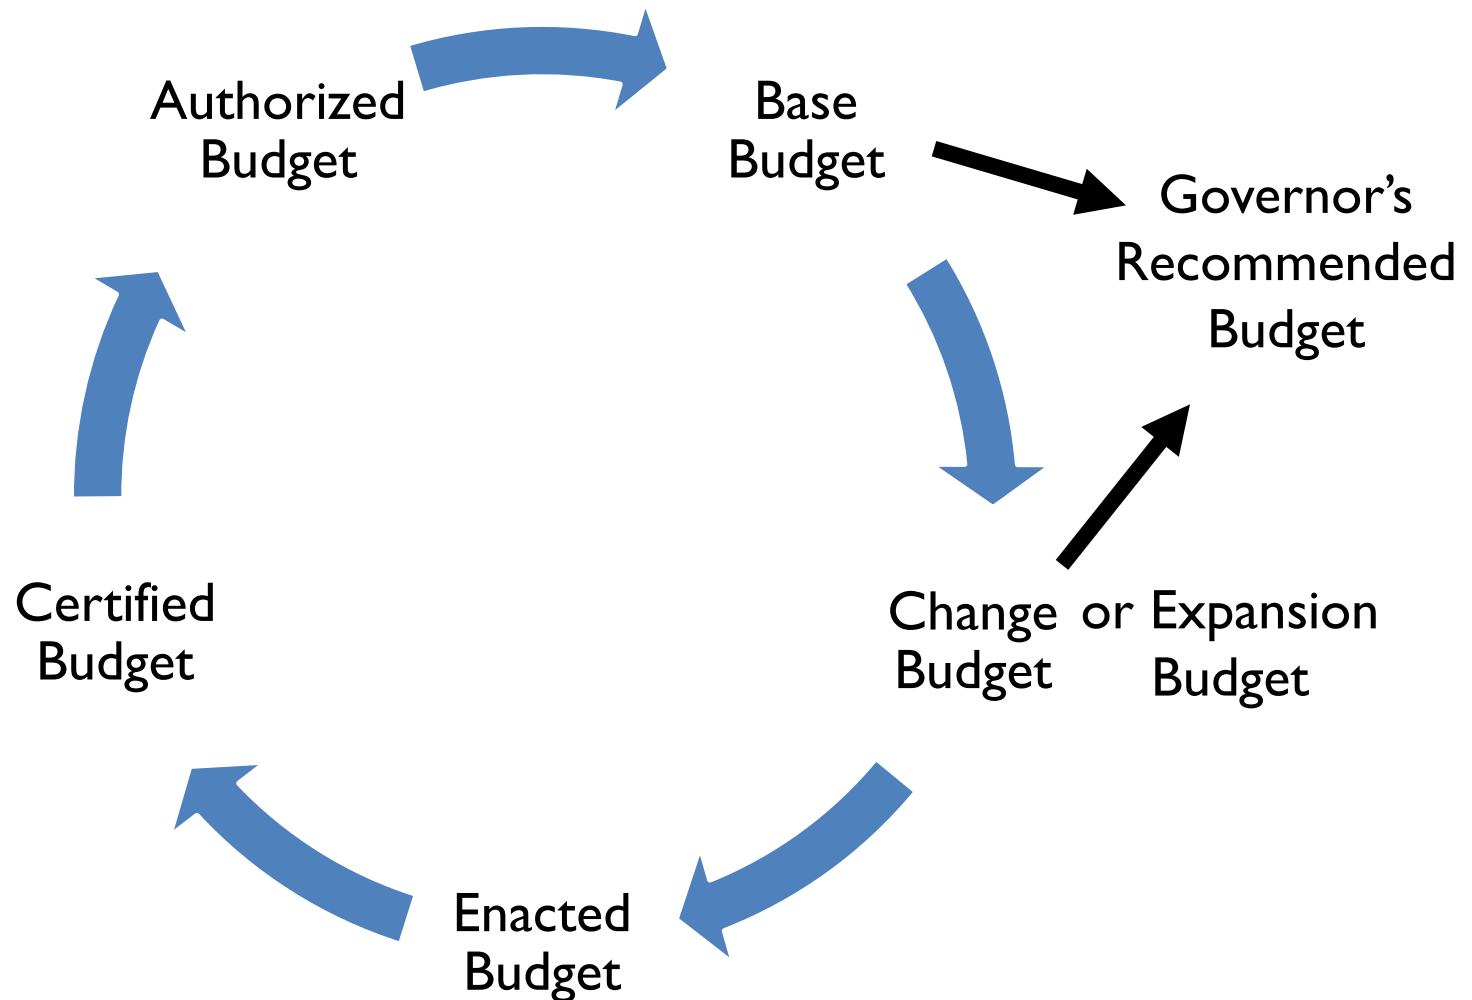 Authorized
Budget
Base
Budget
Governor’s
Recommended
Budget
Change or Expansion
Budget Budget
Enacted
Budget
Certified
Budget